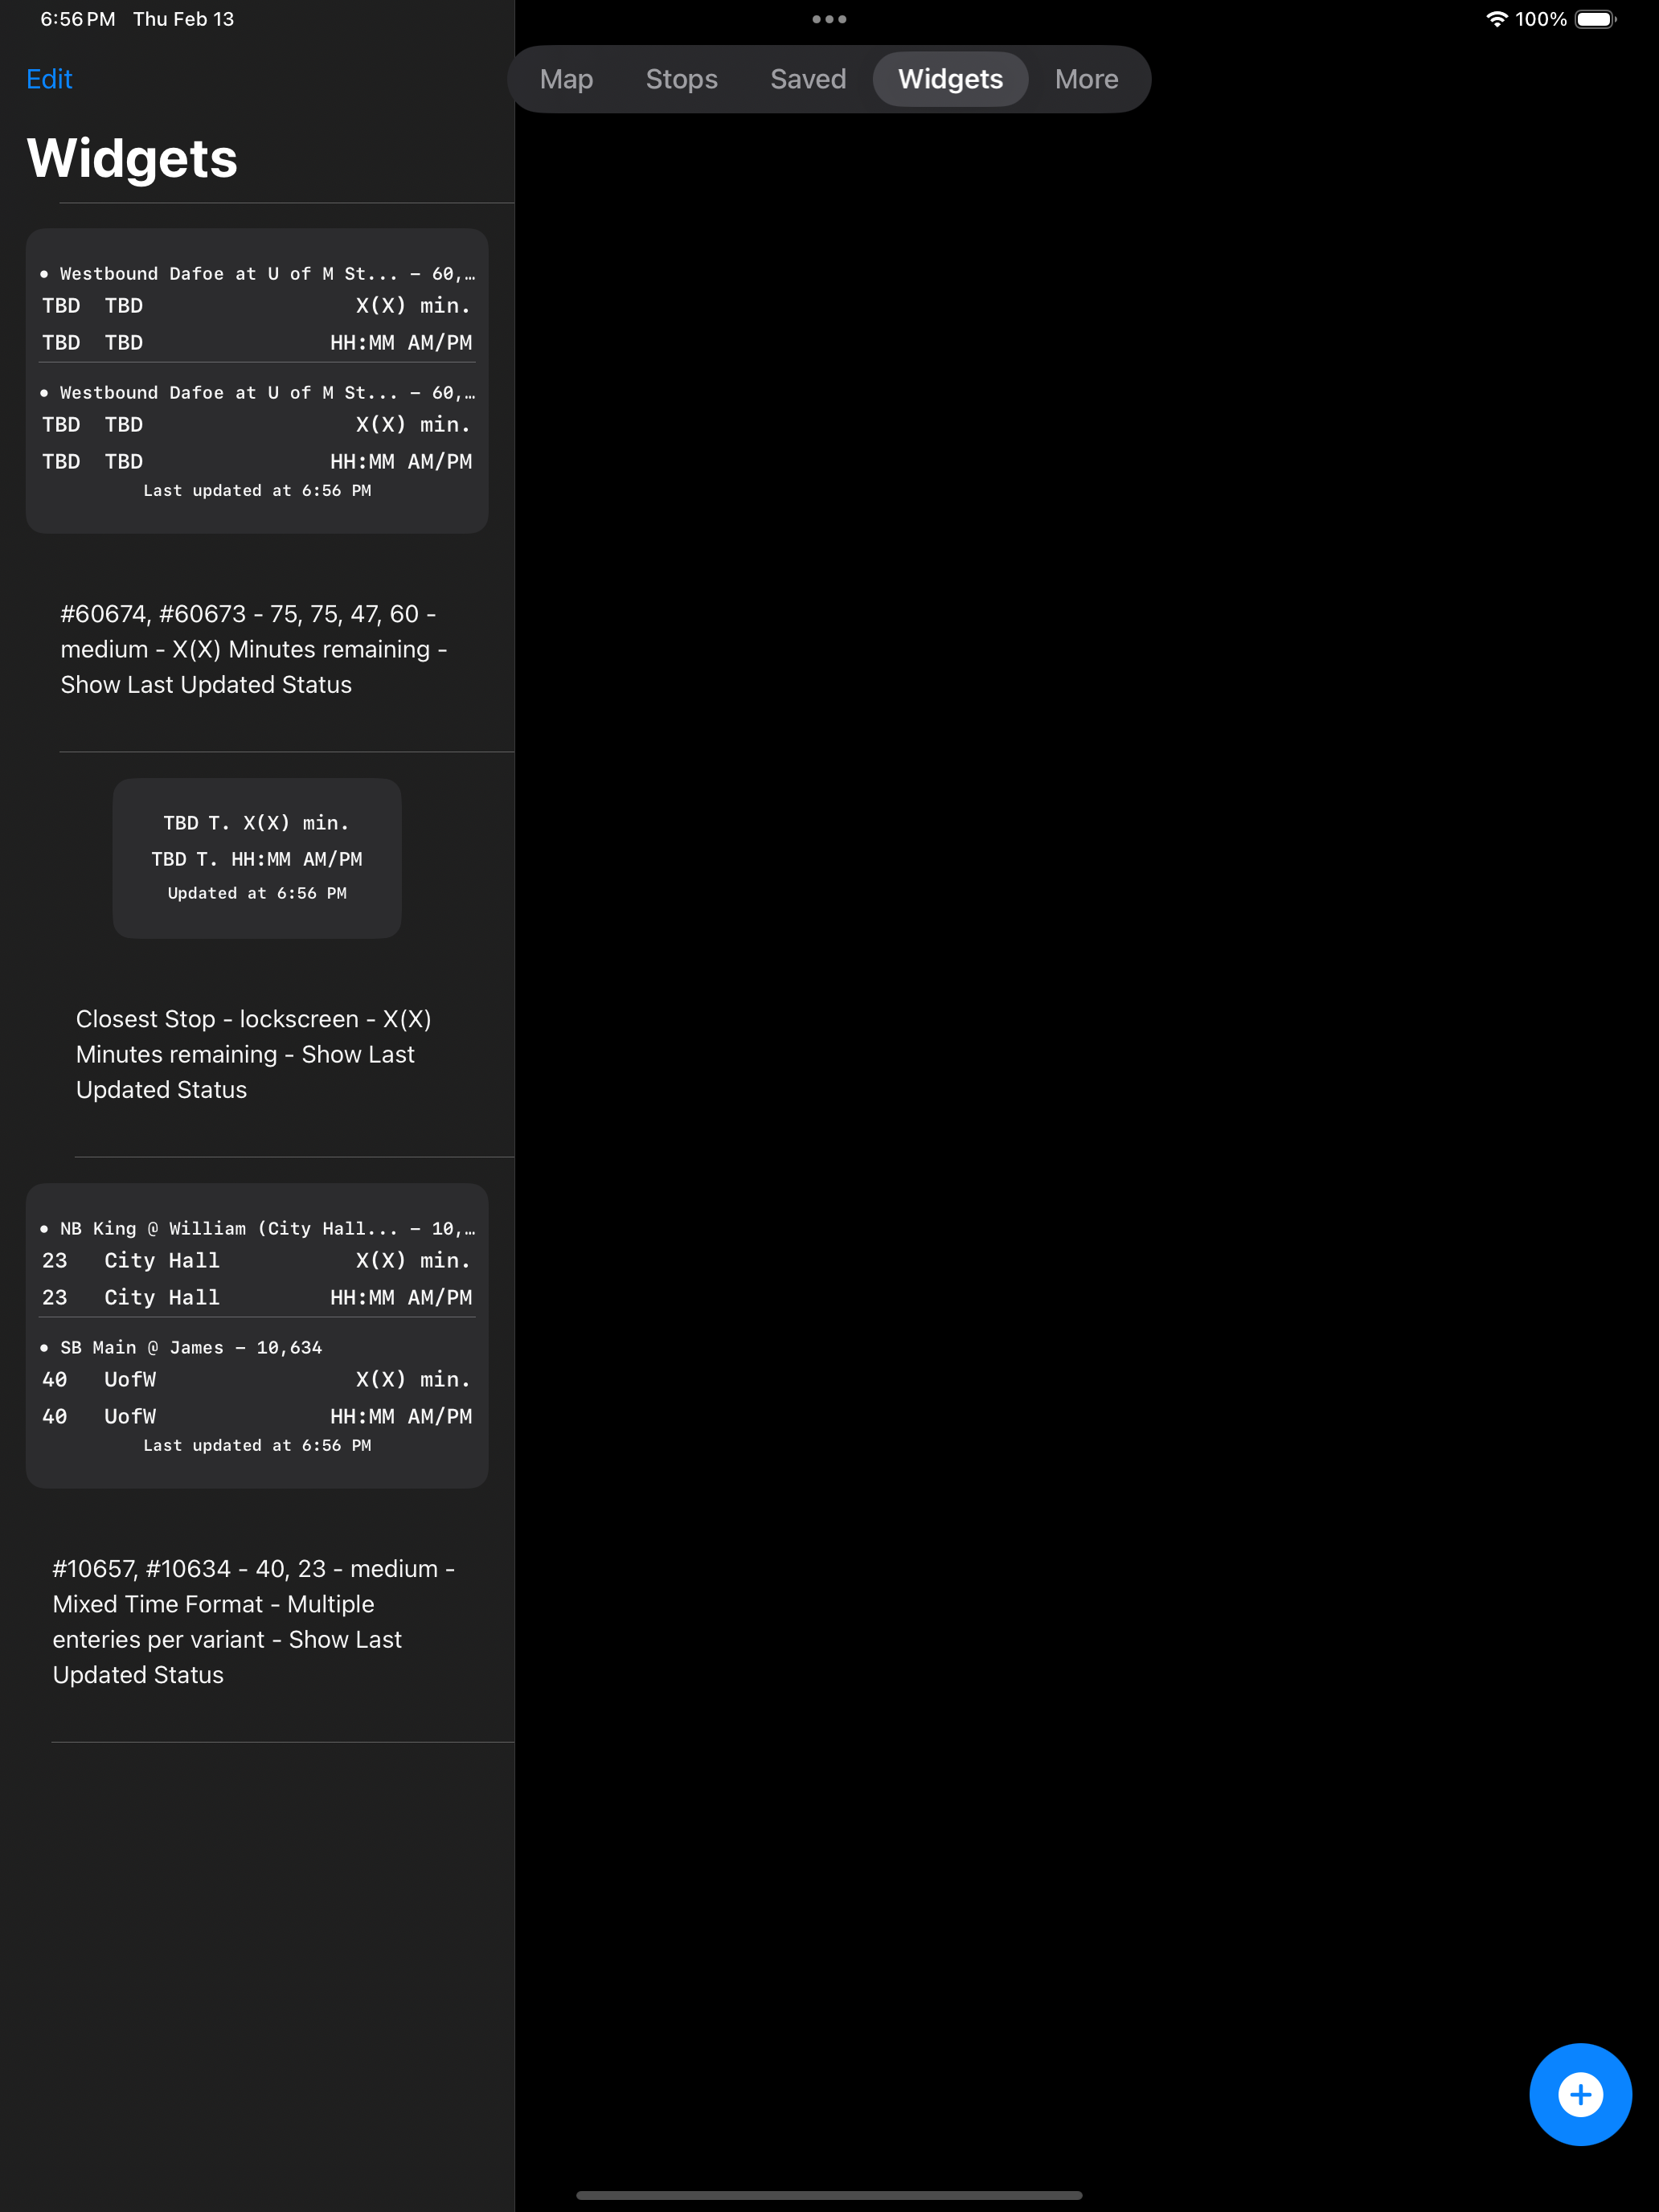 6:56 PM Thu Feb 13
100%
Edit
Map Stops Saved Widgets More
Widgets
• Westbound Dafoe at U of M St... – 60,…
TBD TBD X(X) min.
TBD TBD HH:MM AM/PM
• Westbound Dafoe at U of M St... – 60,…
TBD TBD X(X) min.
TBD TBD HH:MM AM/PM
Last updated at 6:56 PM
#60674, #60673 - 75, 75, 47, 60 -
medium - X(X) Minutes remaining -
Show Last Updated Status
TBD T. X(X) min.
TBD T. HH:MM AM/PM
Updated at 6:56 PM
Closest Stop - lockscreen - X(X)
Minutes remaining - Show Last
Updated Status
• NB King @ William (City Hall... – 10,…
23 City Hall X(X) min.
23 City Hall HH:MM AM/PM
• SB Main @ James – 10,634
40 UofW X(X) min.
40 UofW HH:MM AM/PM
Last updated at 6:56 PM
#10657, #10634 - 40, 23 - medium -
Mixed Time Format - Multiple
enteries per variant - Show Last
Updated Status